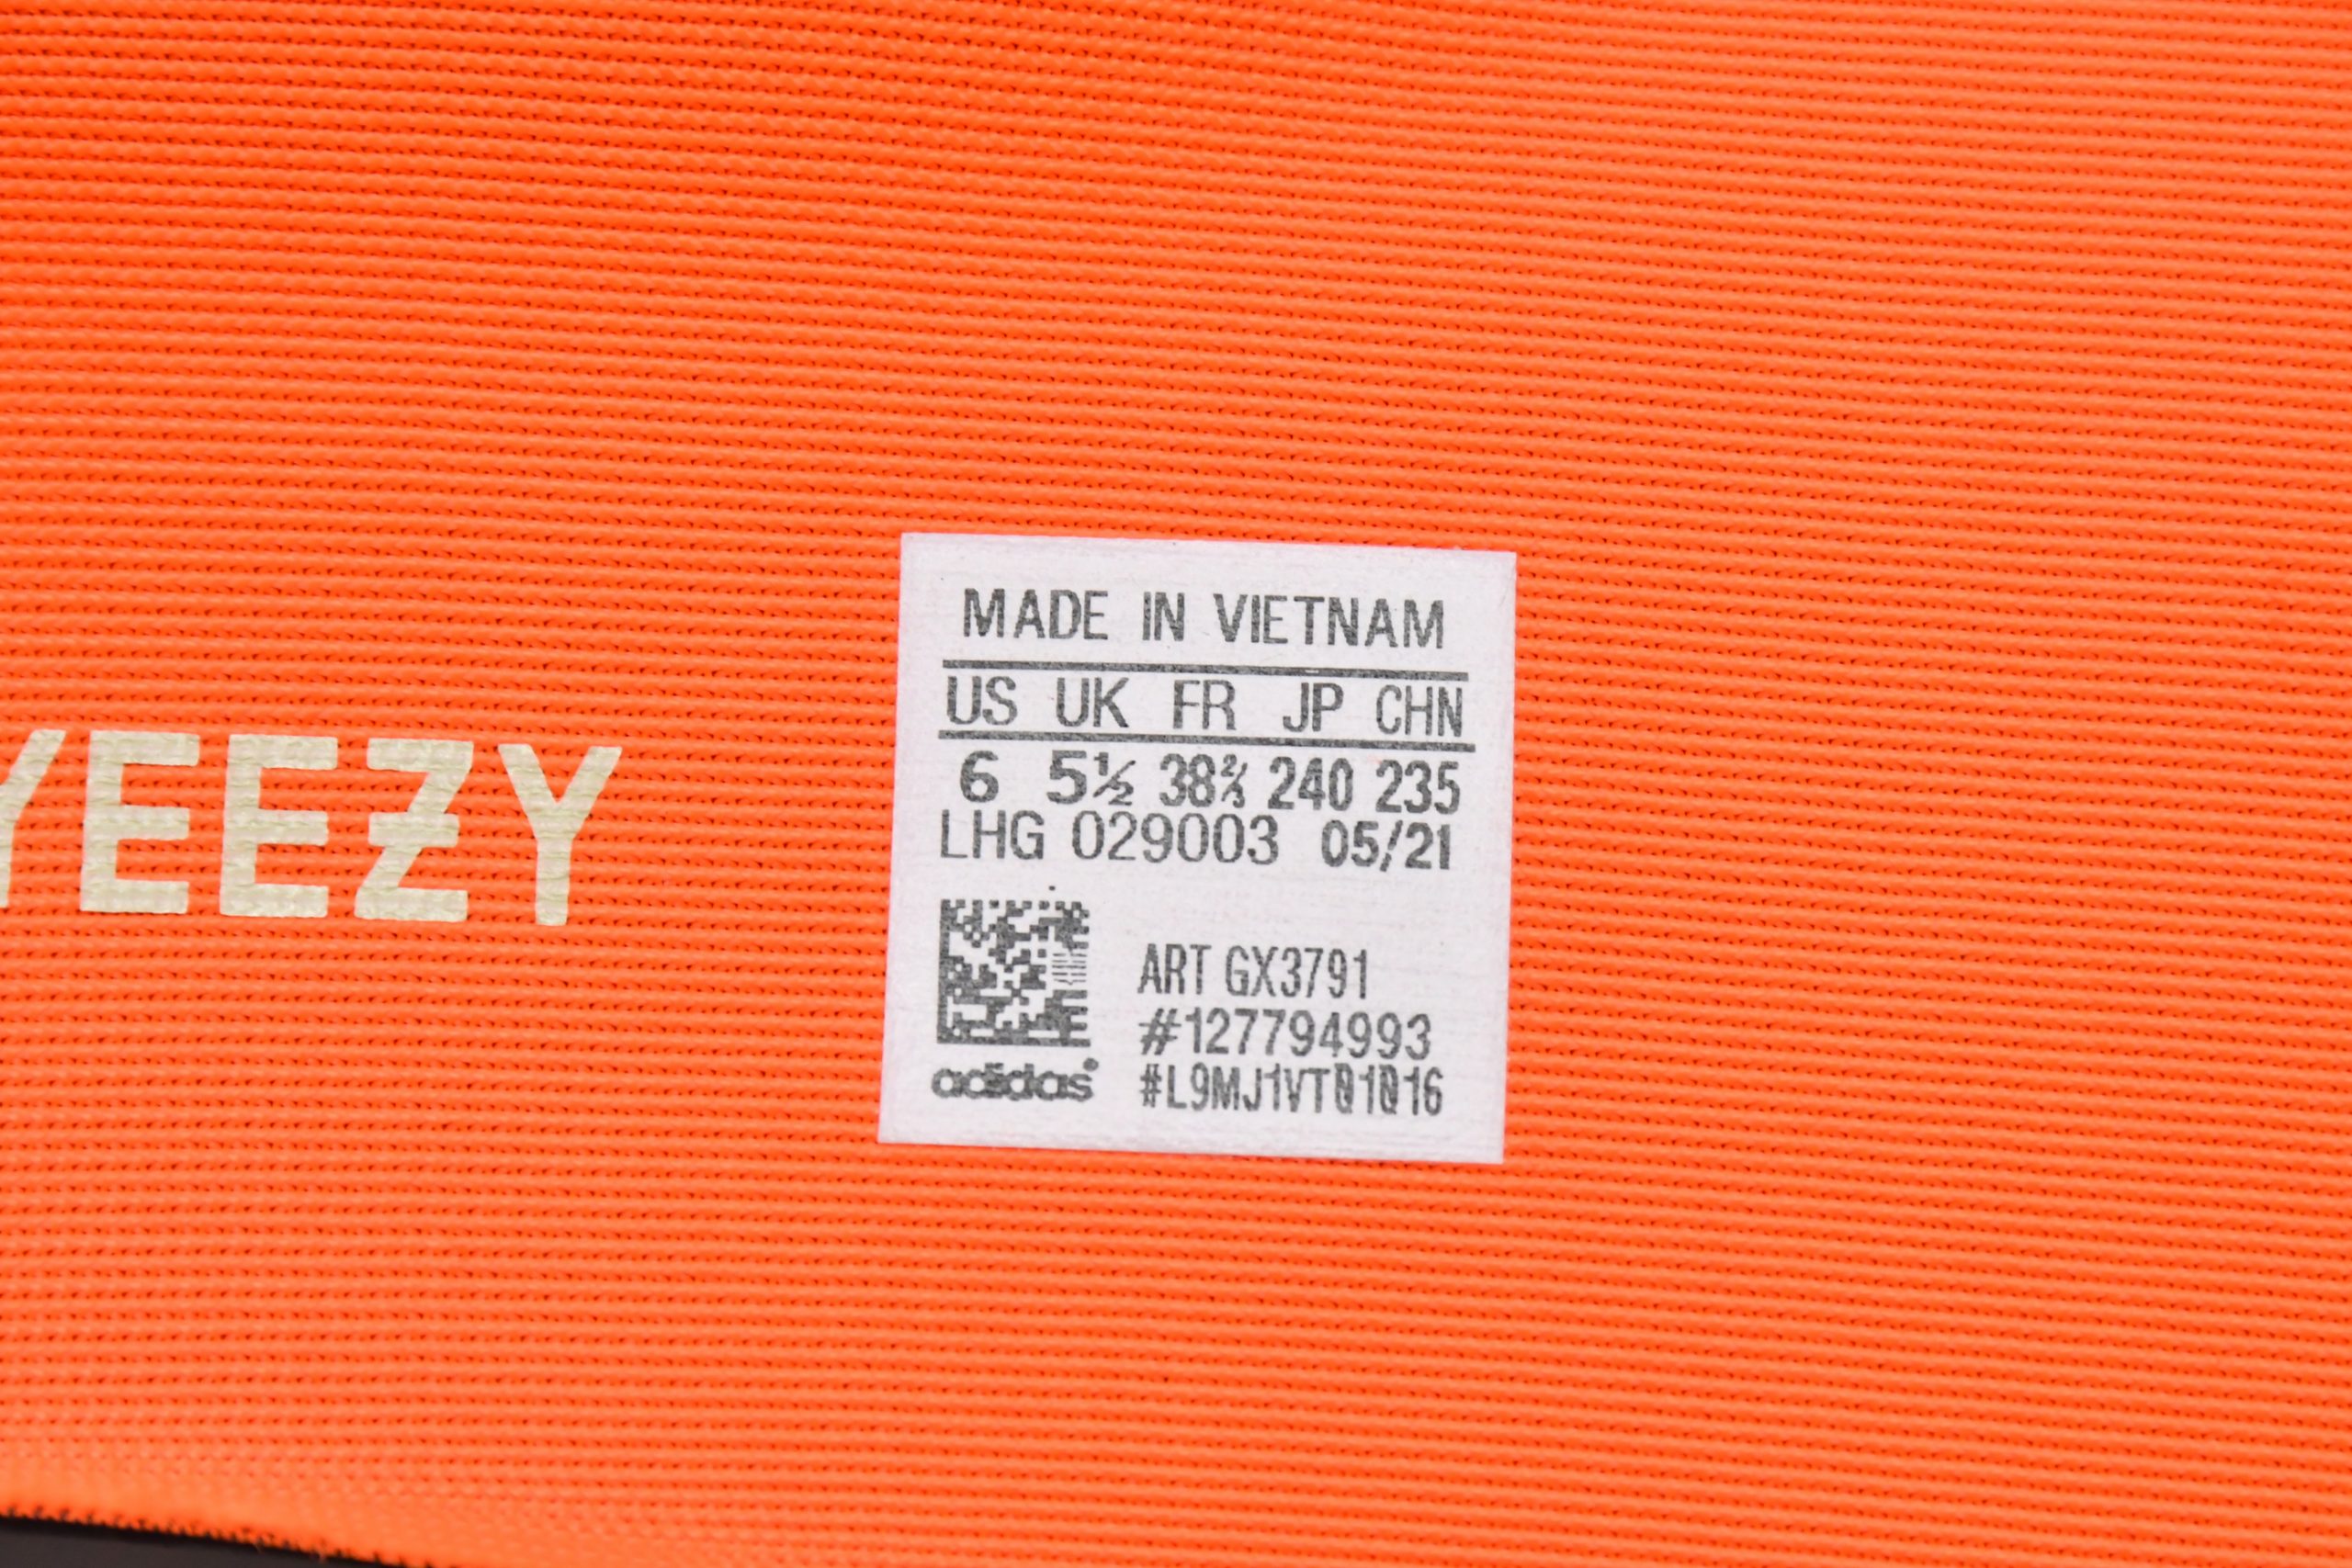 YEEZY
MADE IN VIETNAM
US UK FR JP CHN
6 5½ 38⅔ 240 235
LHG 029003 05/21
ART GX3791
#127794993
#L9MJ1VT01016
adidas®